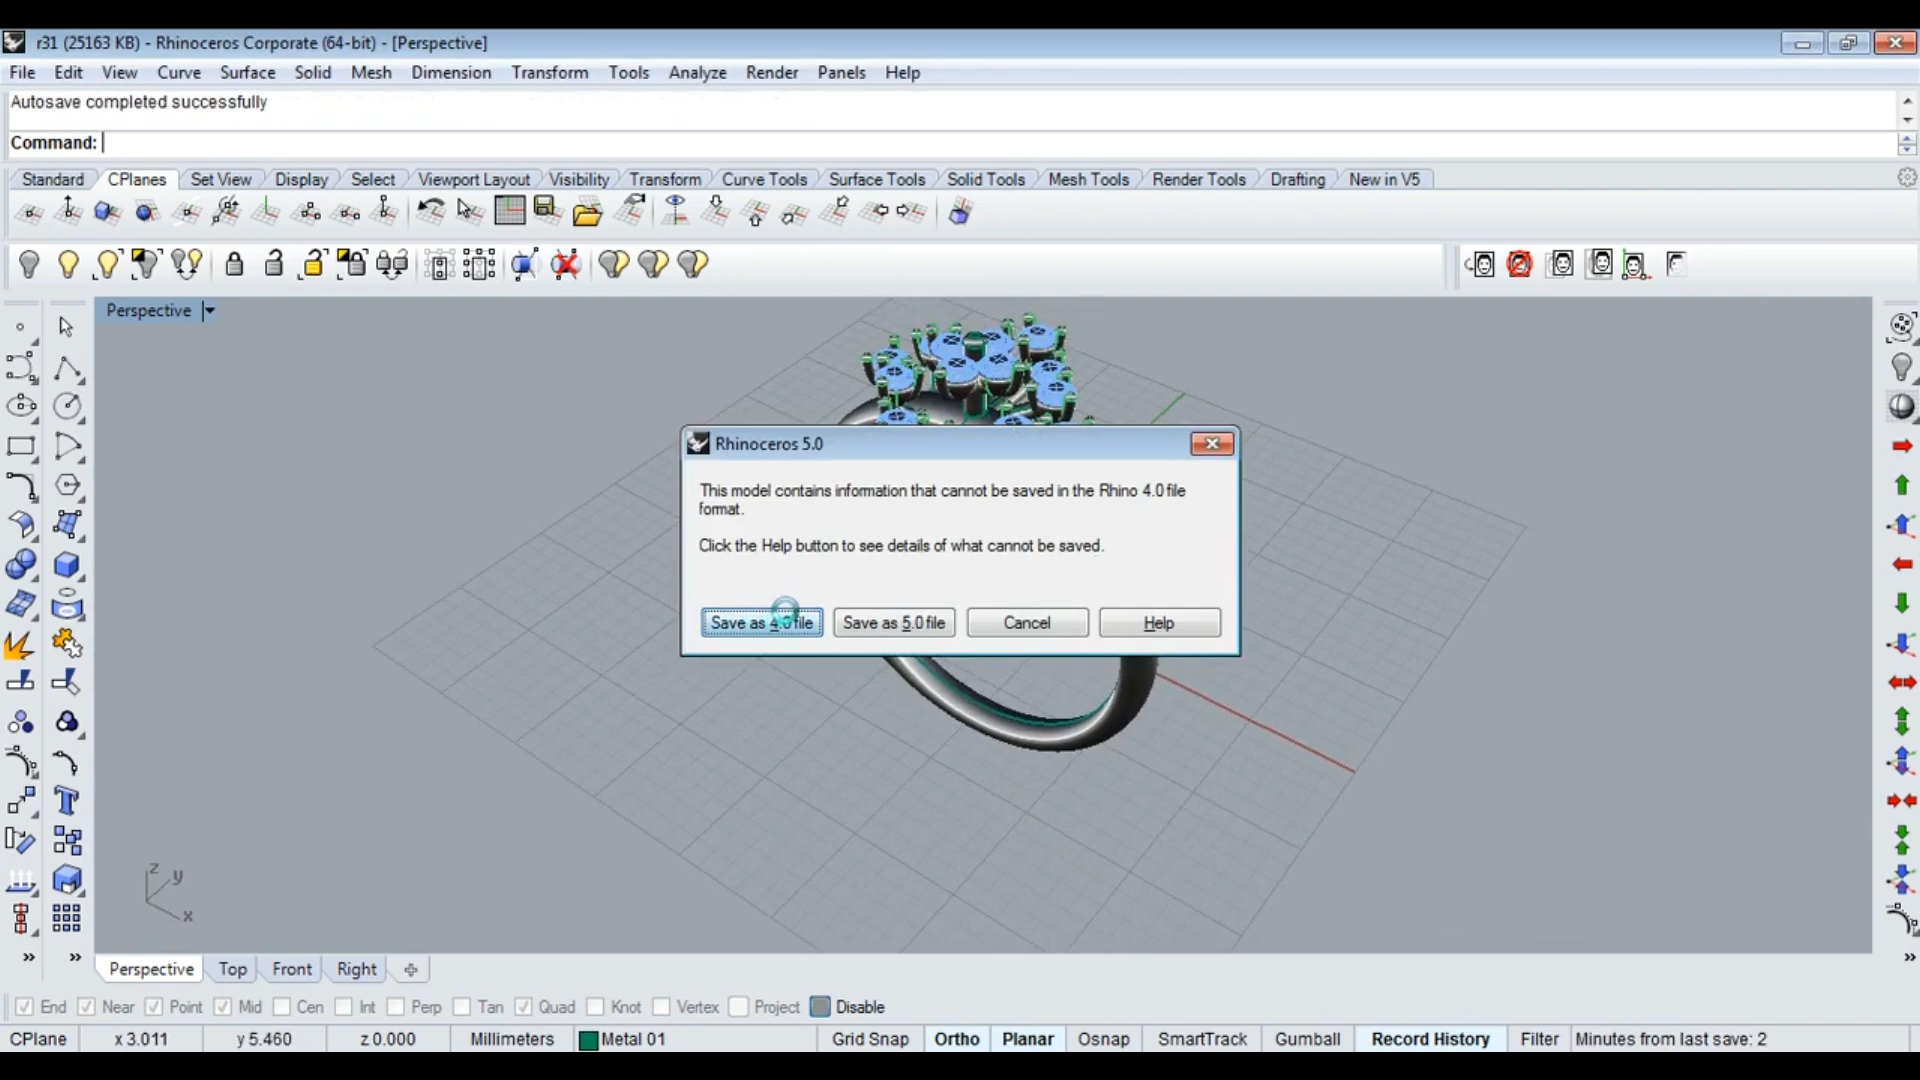 r31 (25163 KB) - Rhinoceros Corporate (64-bit) - [Perspective]
File Edit View Curve Surface Solid Mesh Dimension Transform Tools Analyze Render Panels Help
Autosave completed successfully
Command:
Standard CPlanes Set View Display Select Viewport Layout Visibility Transform Curve Tools Surface Tools Solid Tools Mesh Tools Render Tools Drafting New in V5
Perspective
Rhinoceros 5.0
This model contains information that cannot be saved in the Rhino 4.0 file
format.
Click the Help button to see details of what cannot be saved.
Save as 4.0 file Save as 5.0 file Cancel Help
z
y
x
Perspective Top Front Right
End Near Point Mid Cen Int Perp Tan Quad Knot Vertex Project Disable
CPlane x 3.011 y 5.460 z 0.000 Millimeters Metal 01 Grid Snap Ortho Planar Osnap SmartTrack Gumball Record History Filter Minutes from last save: 2